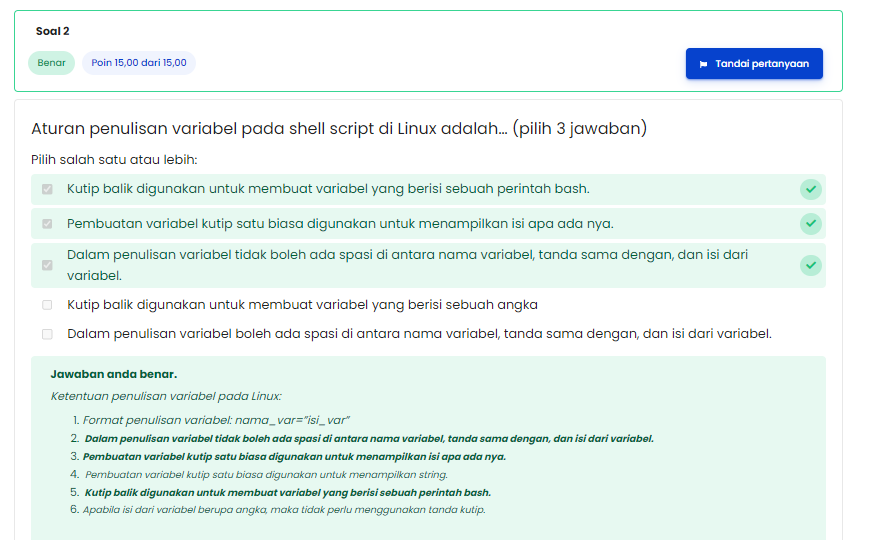 Soal 2
Benar
Poin 15,00 dari 15,00
Tandai pertanyaan
Aturan penulisan variabel pada shell script di Linux adalah... (pilih 3 jawaban)
Pilih salah satu atau lebih:
Kutip balik digunakan untuk membuat variabel yang berisi sebuah perintah bash.
Pembuatan variabel kutip satu biasa digunakan untuk menampilkan isi apa ada nya.
Dalam penulisan variabel tidak boleh ada spasi di antara nama variabel, tanda sama dengan, dan isi dari
variabel.
Kutip balik digunakan untuk membuat variabel yang berisi sebuah angka
Dalam penulisan variabel boleh ada spasi di antara nama variabel, tanda sama dengan, dan isi dari variabel.
Jawaban anda benar.
Ketentuan penulisan variabel pada Linux:
1. Format penulisan variabel: nama_var="isi_var"
2. Dalam penulisan variabel tidak boleh ada spasi di antara nama variabel, tanda sama dengan, dan isi dari variabel.
3. Pembuatan variabel kutip satu biasa digunakan untuk menampilkan isi apa ada nya.
4. Pembuatan variabel kutip satu biasa digunakan untuk menampilkan string.
5. Kutip balik digunakan untuk membuat variabel yang berisi sebuah perintah bash.
6. Apabila isi dari variabel berupa angka, maka tidak perlu menggunakan tanda kutip.